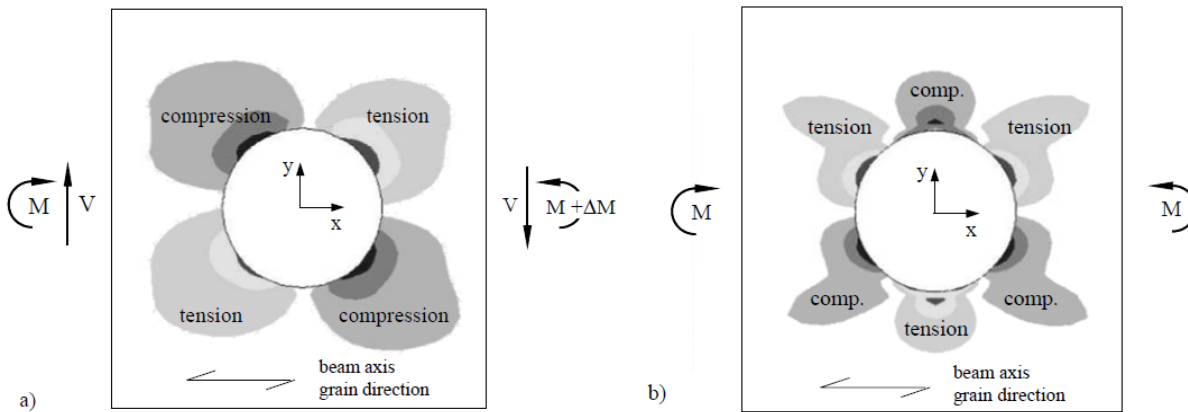 compression
tension
y
x
M
V
V
M +ΔM
tension
compression
beam axis
grain direction
a)
comp.
tension
tension
y
x
M
M
comp.
comp.
tension
beam axis
grain direction
b)